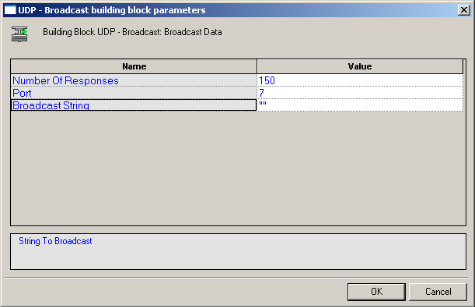 UDP - Broadcast building block parameters
Building Block UDP - Broadcast: Broadcast Data
Name Value
Number Of Responses 150
Port 7
Broadcast String ""
String To Broadcast
OK Cancel